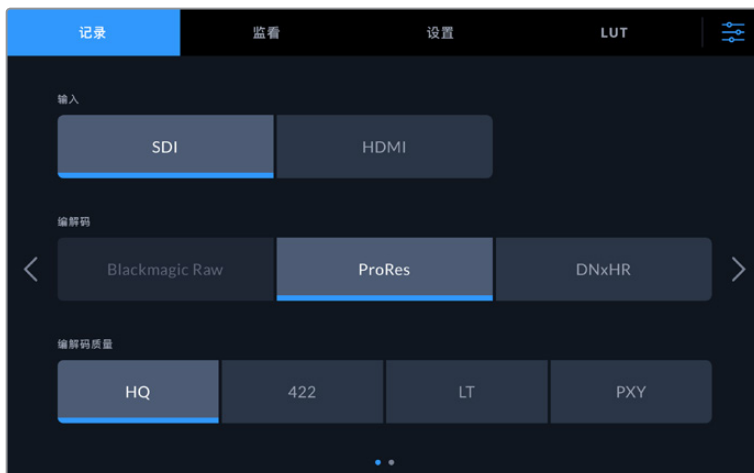 记录 监看 设置 LUT
输入
SDI HDMI
编解码
Blackmagic Raw ProRes DNxHR
编解码质量
HQ 422 LT PXY